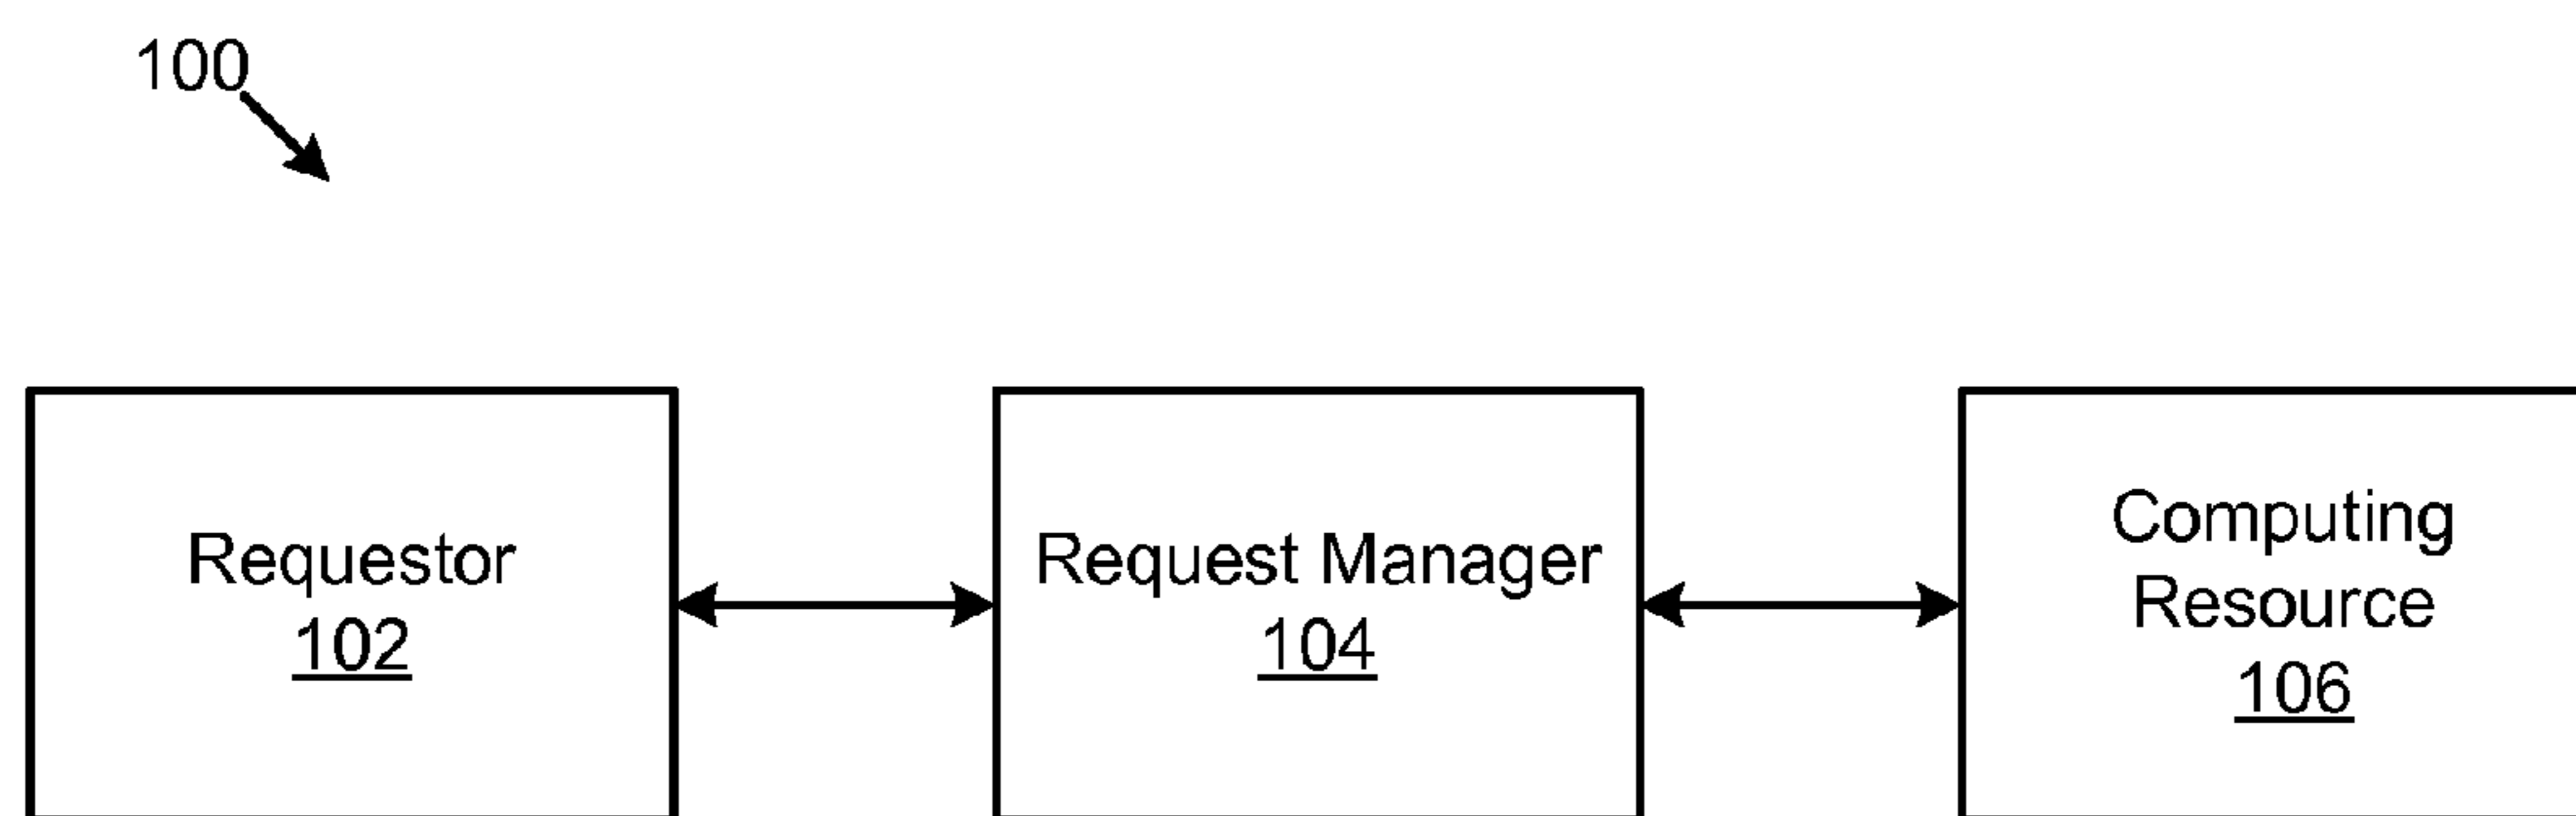 100
Requestor
102
Request Manager
104
Computing
Resource
106